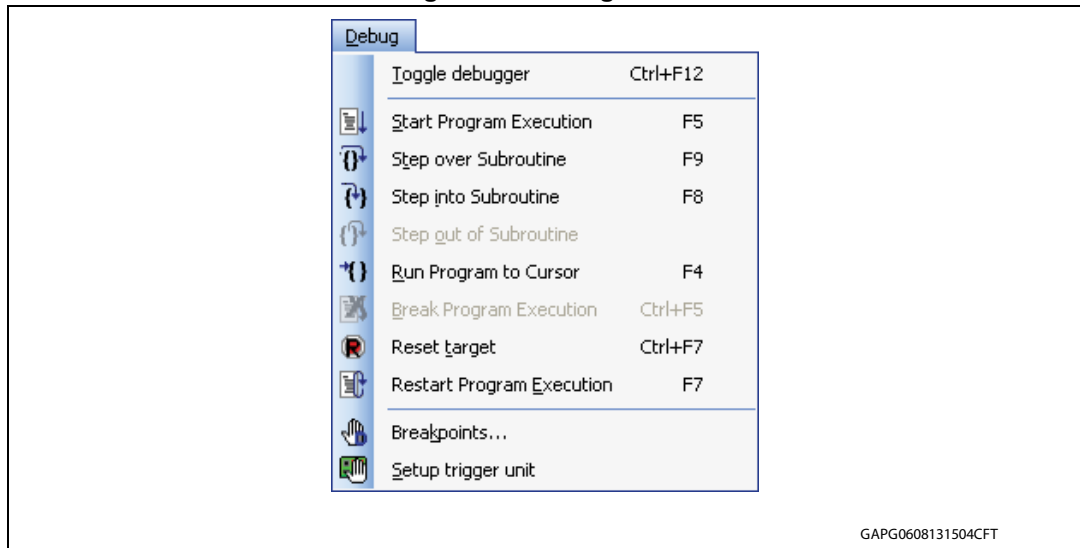 Debug
Toggle debugger Ctrl+F12
Start Program Execution F5
Step over Subroutine F9
Step into Subroutine F8
Step out of Subroutine
Run Program to Cursor F4
Break Program Execution Ctrl+F5
Reset target Ctrl+F7
Restart Program Execution F7
Breakpoints...
Setup trigger unit
GAPG0608131504CFT